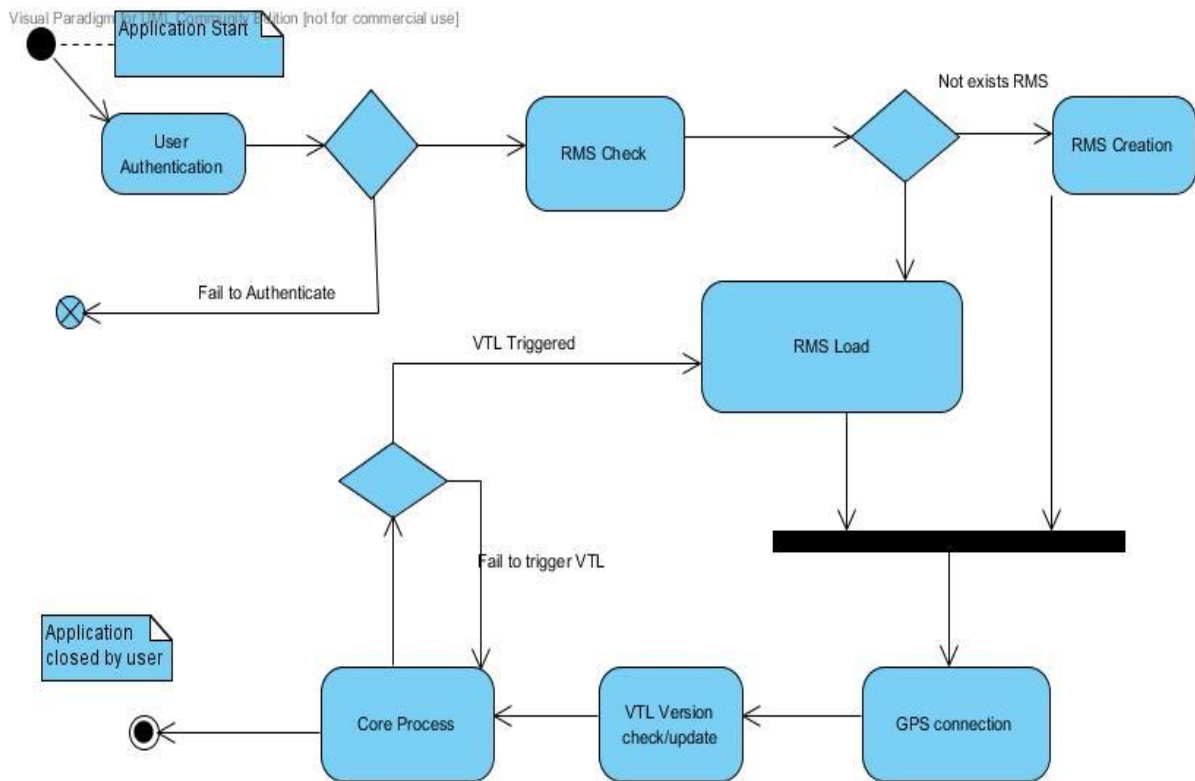 Visual Paradigm for UML Community Edition [not for commercial use]
Application Start
Not exists RMS
User
Authentication
RMS Check
RMS Creation
Fail to Authenticate
VTL Triggered
RMS Load
Fail to trigger VTL
Application
closed by user
Core Process
VTL Version
check/update
GPS connection